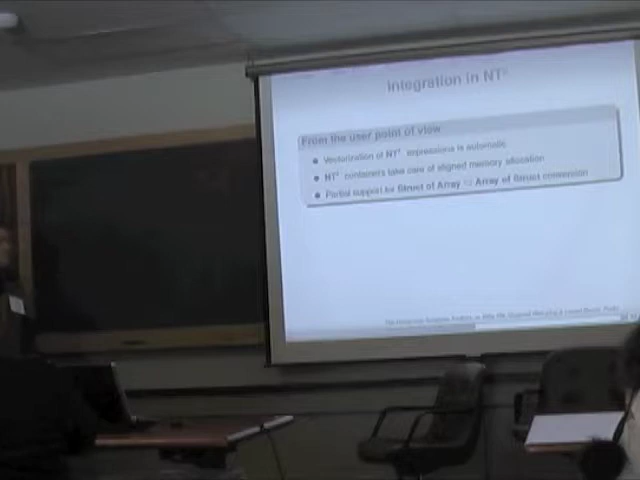 Integration in NT²
From the user point of view
Vectorization of NT² expressions is automatic
NT² containers take care of aligned memory allocation
Partial support for Struct of Array Array of Struct conversion